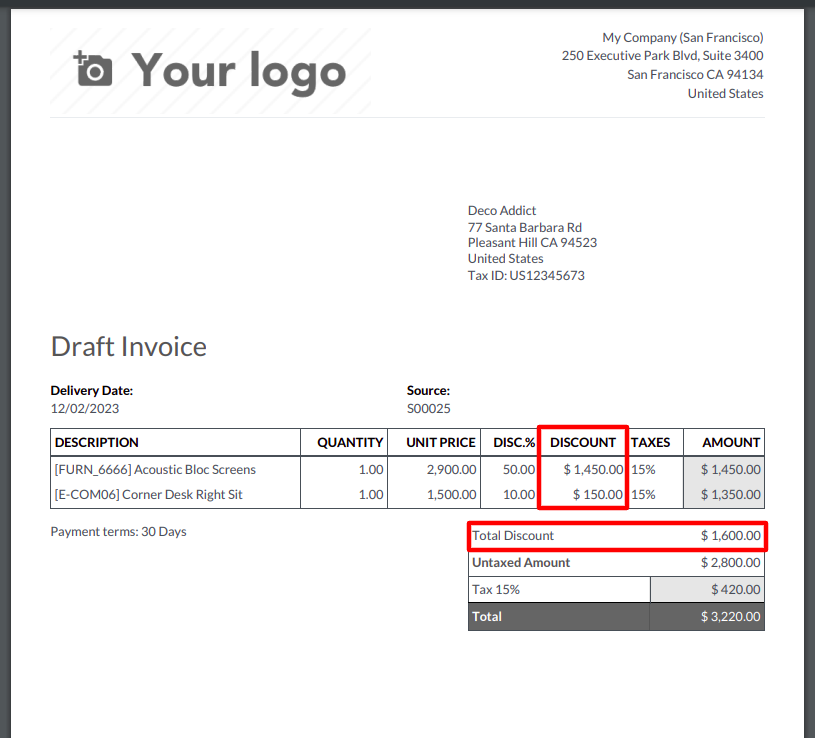 Your logo
My Company (San Francisco)
250 Executive Park Blvd, Suite 3400
San Francisco CA 94134
United States
Deco Addict
77 Santa Barbara Rd
Pleasant Hill CA 94523
United States
Tax ID: US12345673
Draft Invoice
Delivery Date: Source:
12/02/2023 S00025
DESCRIPTION QUANTITY UNIT PRICE DISC.% DISCOUNT TAXES AMOUNT
[FURN_6666] Acoustic Bloc Screens 1.00 2,900.00 50.00 $ 1,450.00 15% $ 1,450.00
[E-COM06] Corner Desk Right Sit 1.00 1,500.00 10.00 $ 150.00 15% $ 1,350.00
Payment terms: 30 Days Total Discount $ 1,600.00
Untaxed Amount $ 2,800.00
Tax 15% $ 420.00
Total $ 3,220.00